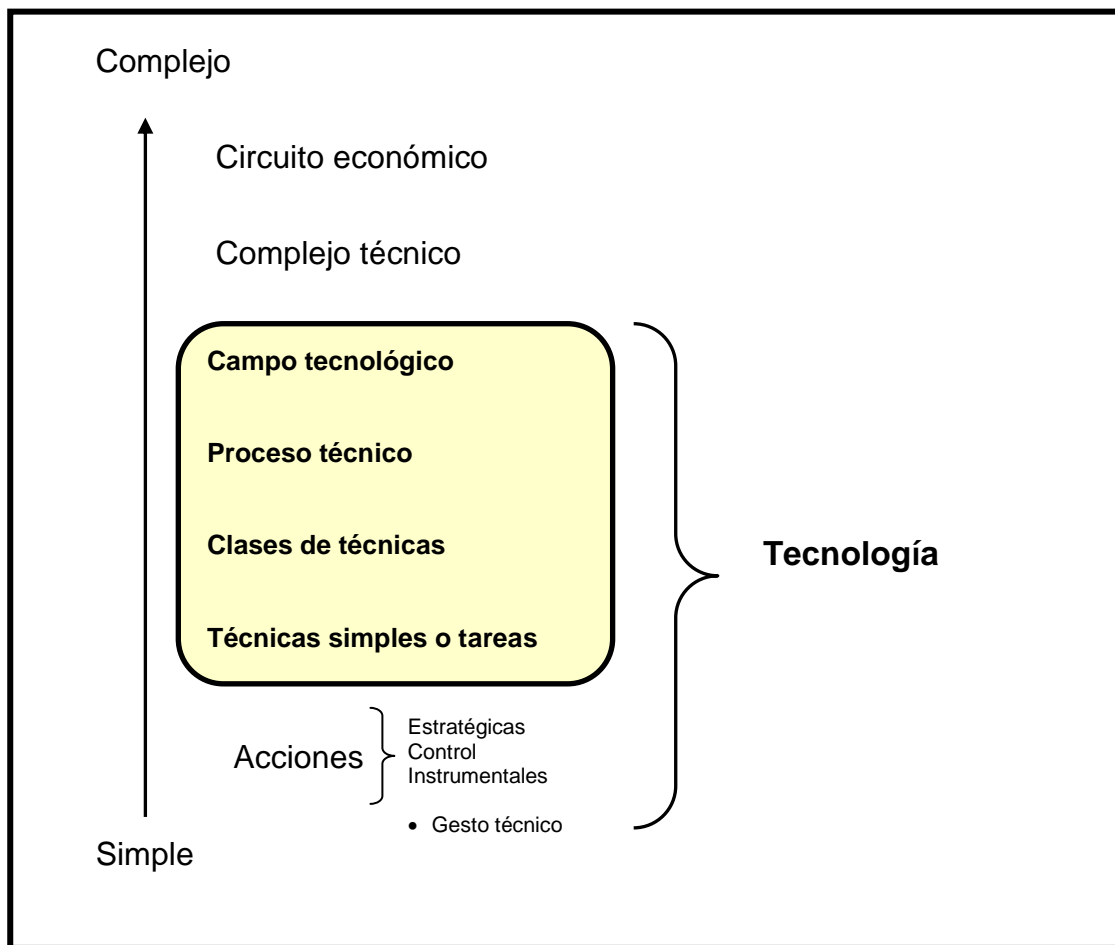 Complejo
Circuito económico
Complejo técnico
Campo tecnológico
Proceso técnico
Clases de técnicas
Tecnología
Técnicas simples o tareas
Acciones
Estratégicas
Control
Instrumentales
• Gesto técnico
Simple